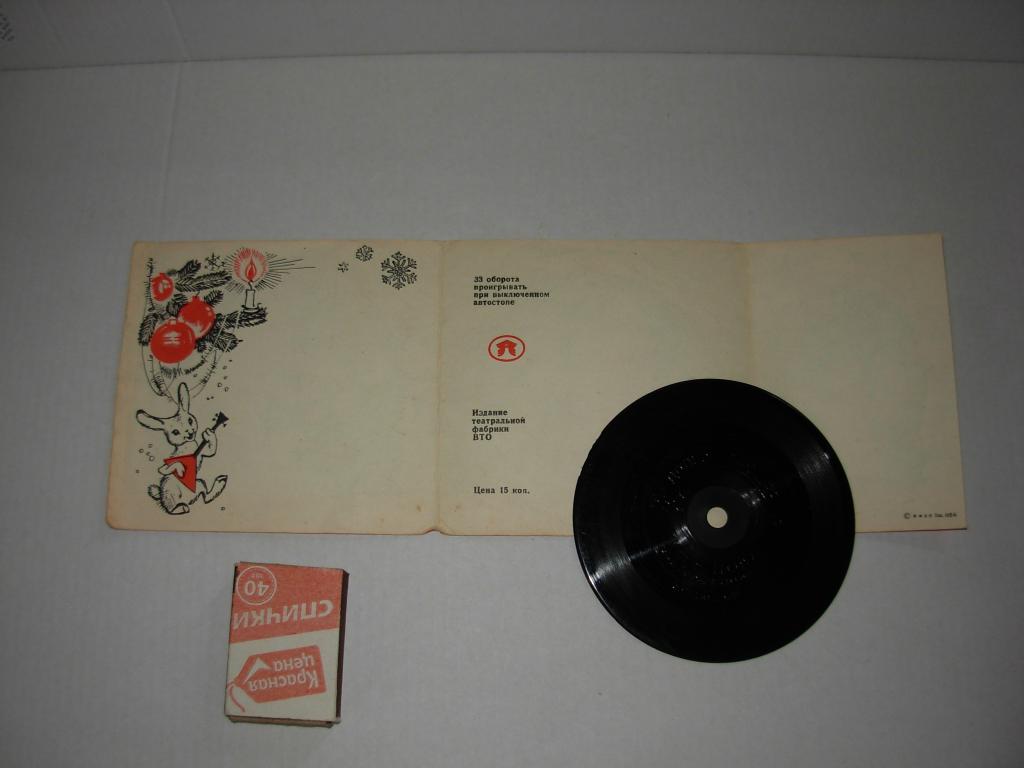 33 оборота
проигрывать
при выключенном
автостопе
Издание
театральной
фабрики
ВТО
Цена 15 коп.
©
Красная
цена
СПИЧКИ
40